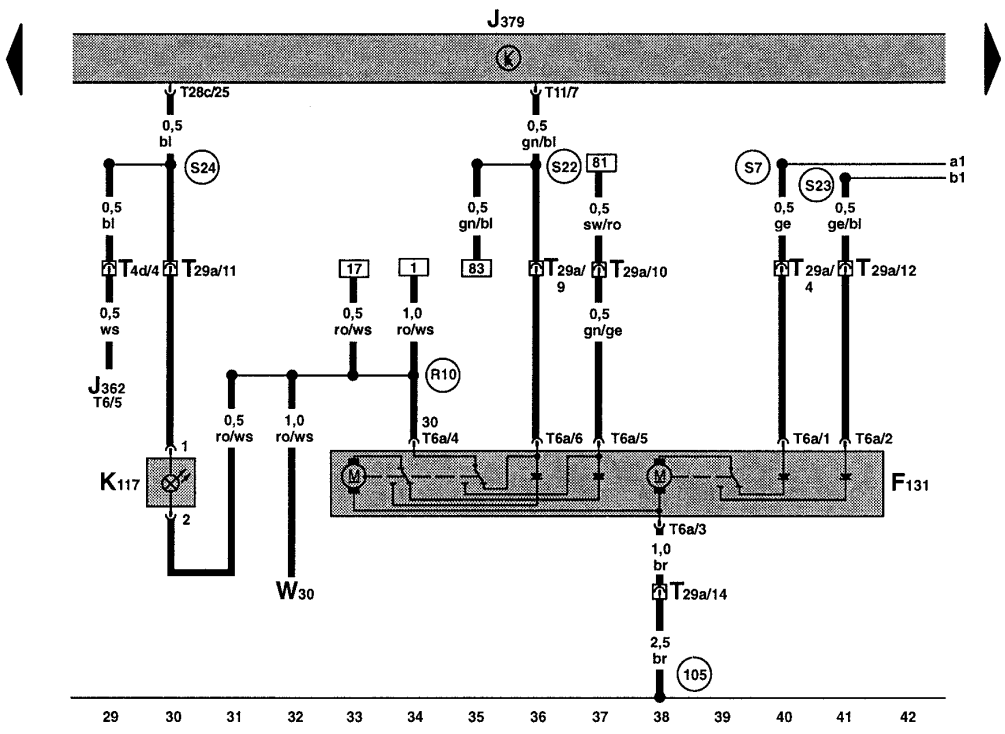 J379
K
T28c/25
T11/7
0,5
bl
0,5
gn/bl
S24
S22
81
S7
a1
S23
b1
0,5
bl
0,5
gn/bl
0,5
sw/ro
0,5
ge
0,5
ge/bl
T4d/4
T29a/11
17
1
83
T29a/
9
T29a/10
T29a/
4
T29a/12
0,5
ws
0,5
ro/ws
1,0
ro/ws
0,5
gn/ge
J362
T6/5
R10
0,5
ro/ws
1,0
ro/ws
30
T6a/4
T6a/6
T6a/5
T6a/1
T6a/2
1
K117
M
M
F131
2
T6a/3
1,0
br
W30
T29a/14
2,5
br
105
29 30 31 32 33 34 35 36 37 38 39 40 41 42